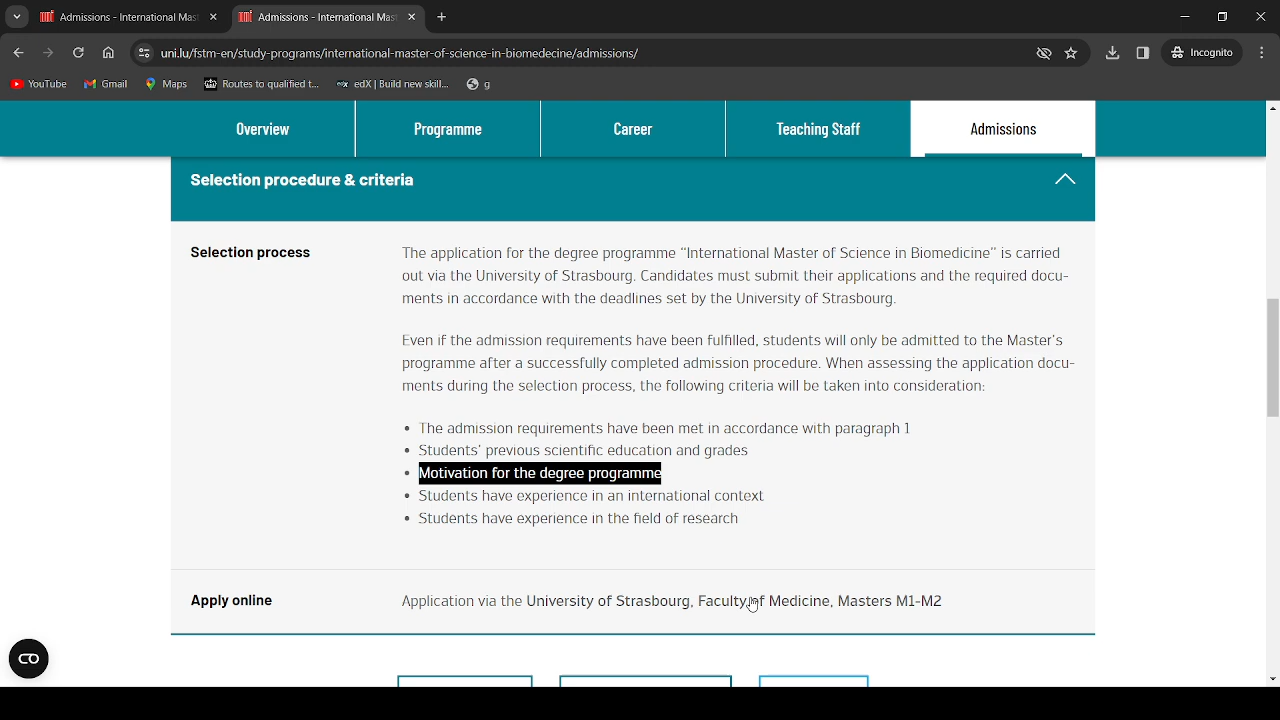 Admissions - International Mast
Admissions - International Mast
uni.lu/fstm-en/study-programs/international-master-of-science-in-biomedecine/admissions/
Incognito
YouTube
Gmail
Maps
Routes to qualified t...
edX | Build new skill...
g
Overview
Programme
Career
Teaching Staff
Admissions
Selection procedure & criteria
Selection process
The application for the degree programme “International Master of Science in Biomedicine” is carried
out via the University of Strasbourg. Candidates must submit their applications and the required docu-
ments in accordance with the deadlines set by the University of Strasbourg.
Even if the admission requirements have been fulfilled, students will only be admitted to the Master's
programme after a successfully completed admission procedure. When assessing the application docu-
ments during the selection process, the following criteria will be taken into consideration:
• The admission requirements have been met in accordance with paragraph 1
• Students' previous scientific education and grades
• Motivation for the degree programme
• Students have experience in an international context
• Students have experience in the field of research
Apply online
Application via the University of Strasbourg, Faculty of Medicine, Masters M1-M2